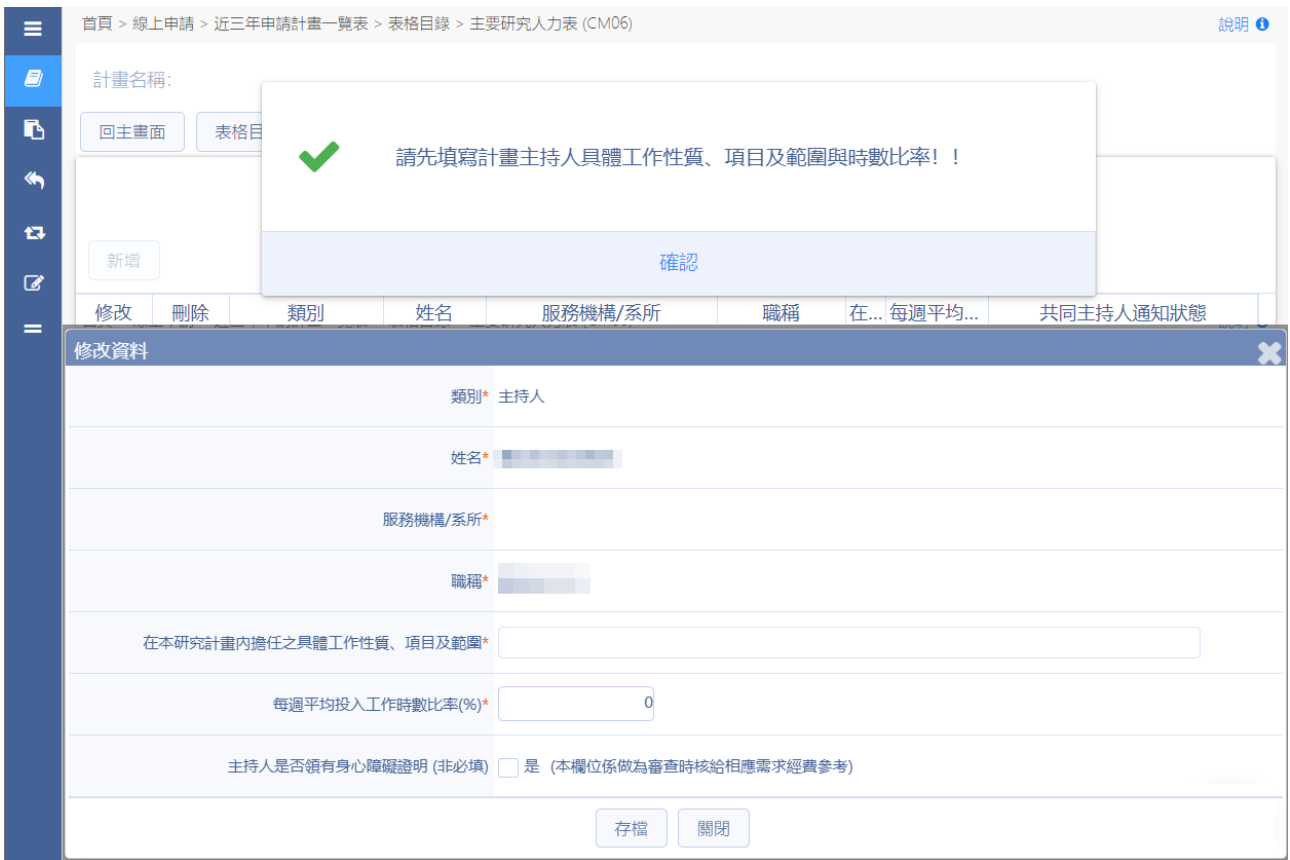 首頁 > 線上申請 > 近三年申請計畫一覽表 > 表格目錄 > 主要研究人力表 (CM06)
說明
計畫名稱:
回主畫面
表格目
請先填寫計畫主持人具體工作性質、項目及範圍與時數比率！！
新增
確認
修改 刪除 類別 姓名 服務機構/系所 職稱 在... 每週平均... 共同主持人通知狀態
修改資料
類別* 主持人
姓名*
服務機構/系所*
職稱*
在本研究計畫內擔任之具體工作性質、項目及範圍*
每週平均投入工作時數比率(%)* 0
主持人是否領有身心障礙證明 (非必填) 是 (本欄位係做為審查時核給相應需求經費參考)
存檔 關閉